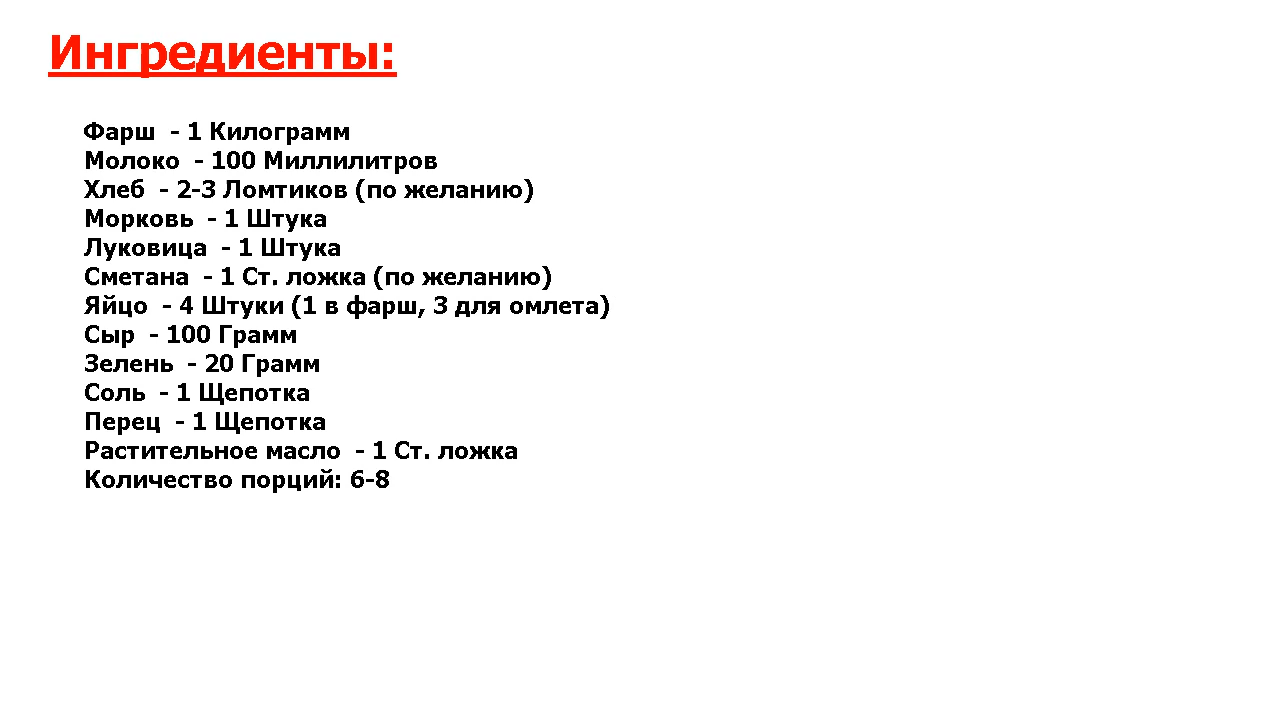 Ингредиенты:
Фарш  - 1 Килограмм
Молоко  - 100 Миллилитров
Хлеб  - 2-3 Ломтиков (по желанию)
Морковь  - 1 Штука
Луковица  - 1 Штука
Сметана  - 1 Ст. ложка (по желанию)
Яйцо  - 4 Штуки (1 в фарш, 3 для омлета)
Сыр  - 100 Грамм
Зелень  - 20 Грамм
Соль  - 1 Щепотка
Перец  - 1 Щепотка
Растительное масло  - 1 Ст. ложка
Количество порций: 6-8